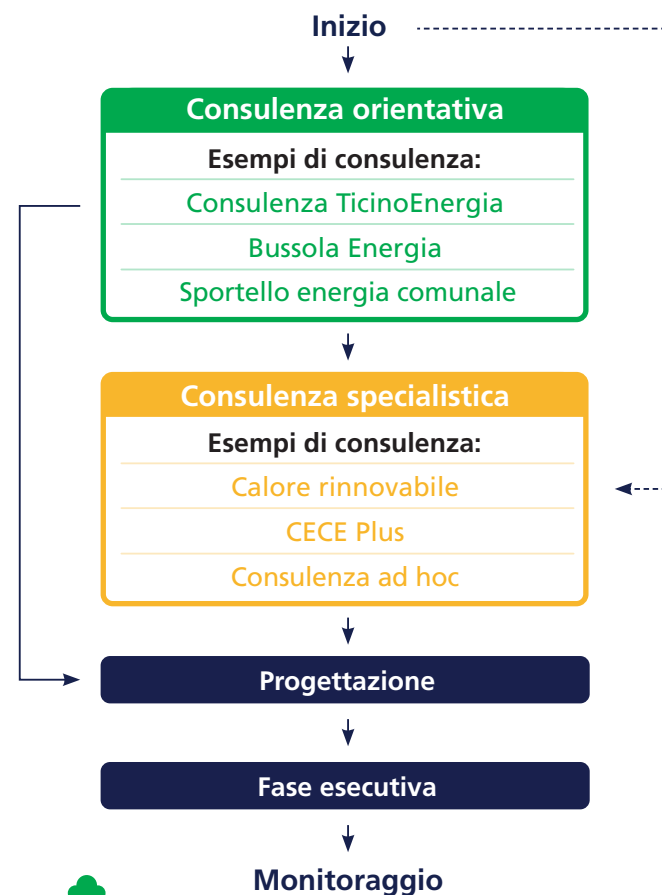 Inizio
Consulenza orientativa
Esempi di consulenza:
Consulenza TicinoEnergia
Bussola Energia
Sportello energia comunale
Consulenza specialistica
Esempi di consulenza:
Calore rinnovabile
CECE Plus
Consulenza ad hoc
Progettazione
Fase esecutiva
Monitoraggio